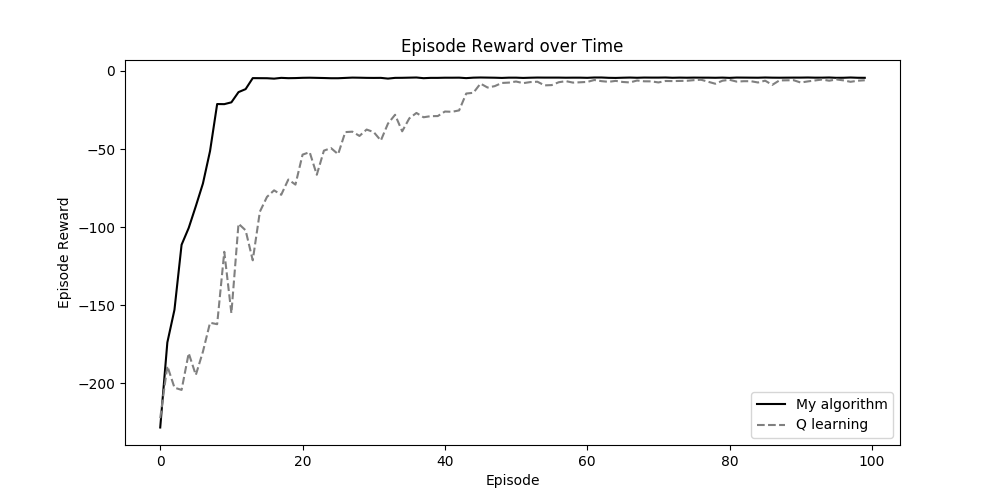 Episode Reward over Time
Episode Reward
0
−50
−100
−150
−200
My algorithm
Q learning
0 20 40 60 80 100
Episode